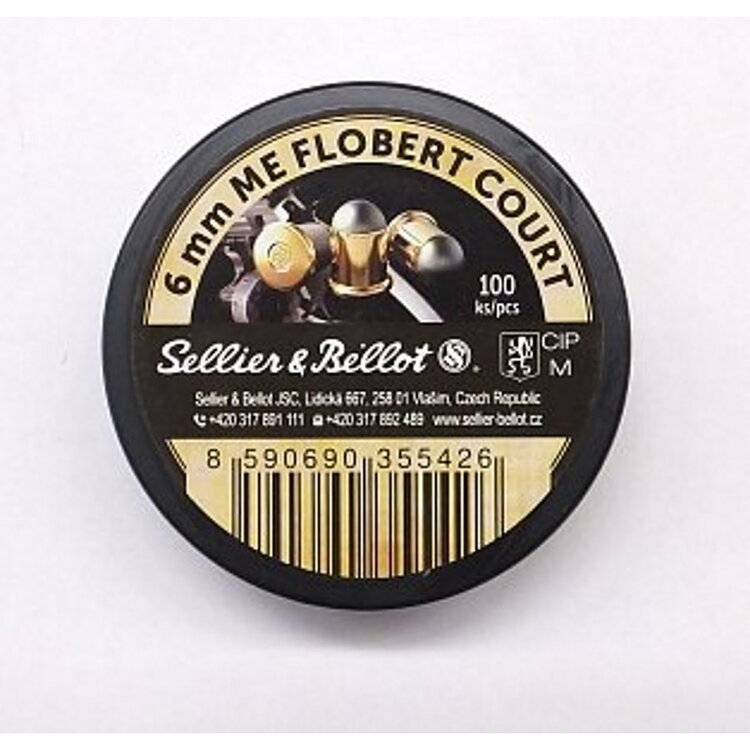 6 mm ME FLOBERT COURT
100
ks/pcs
Sellier & Bellot SB
CIP
M
Sellier & Bellot JSC, Lidická 667, 258 01 Vlašim, Czech Republic
+420 317 891 111 +420 317 892 489 www.sellier-bellot.cz
8 590690 355426